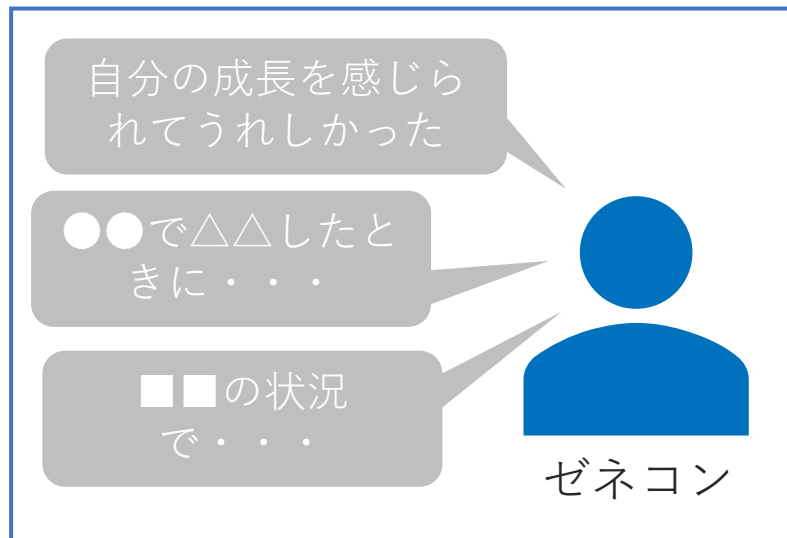 自分の成長を感じら
れてうれしかった
●●で△△したと
きに・・・
■■の状況
で・・・
ゼネコン